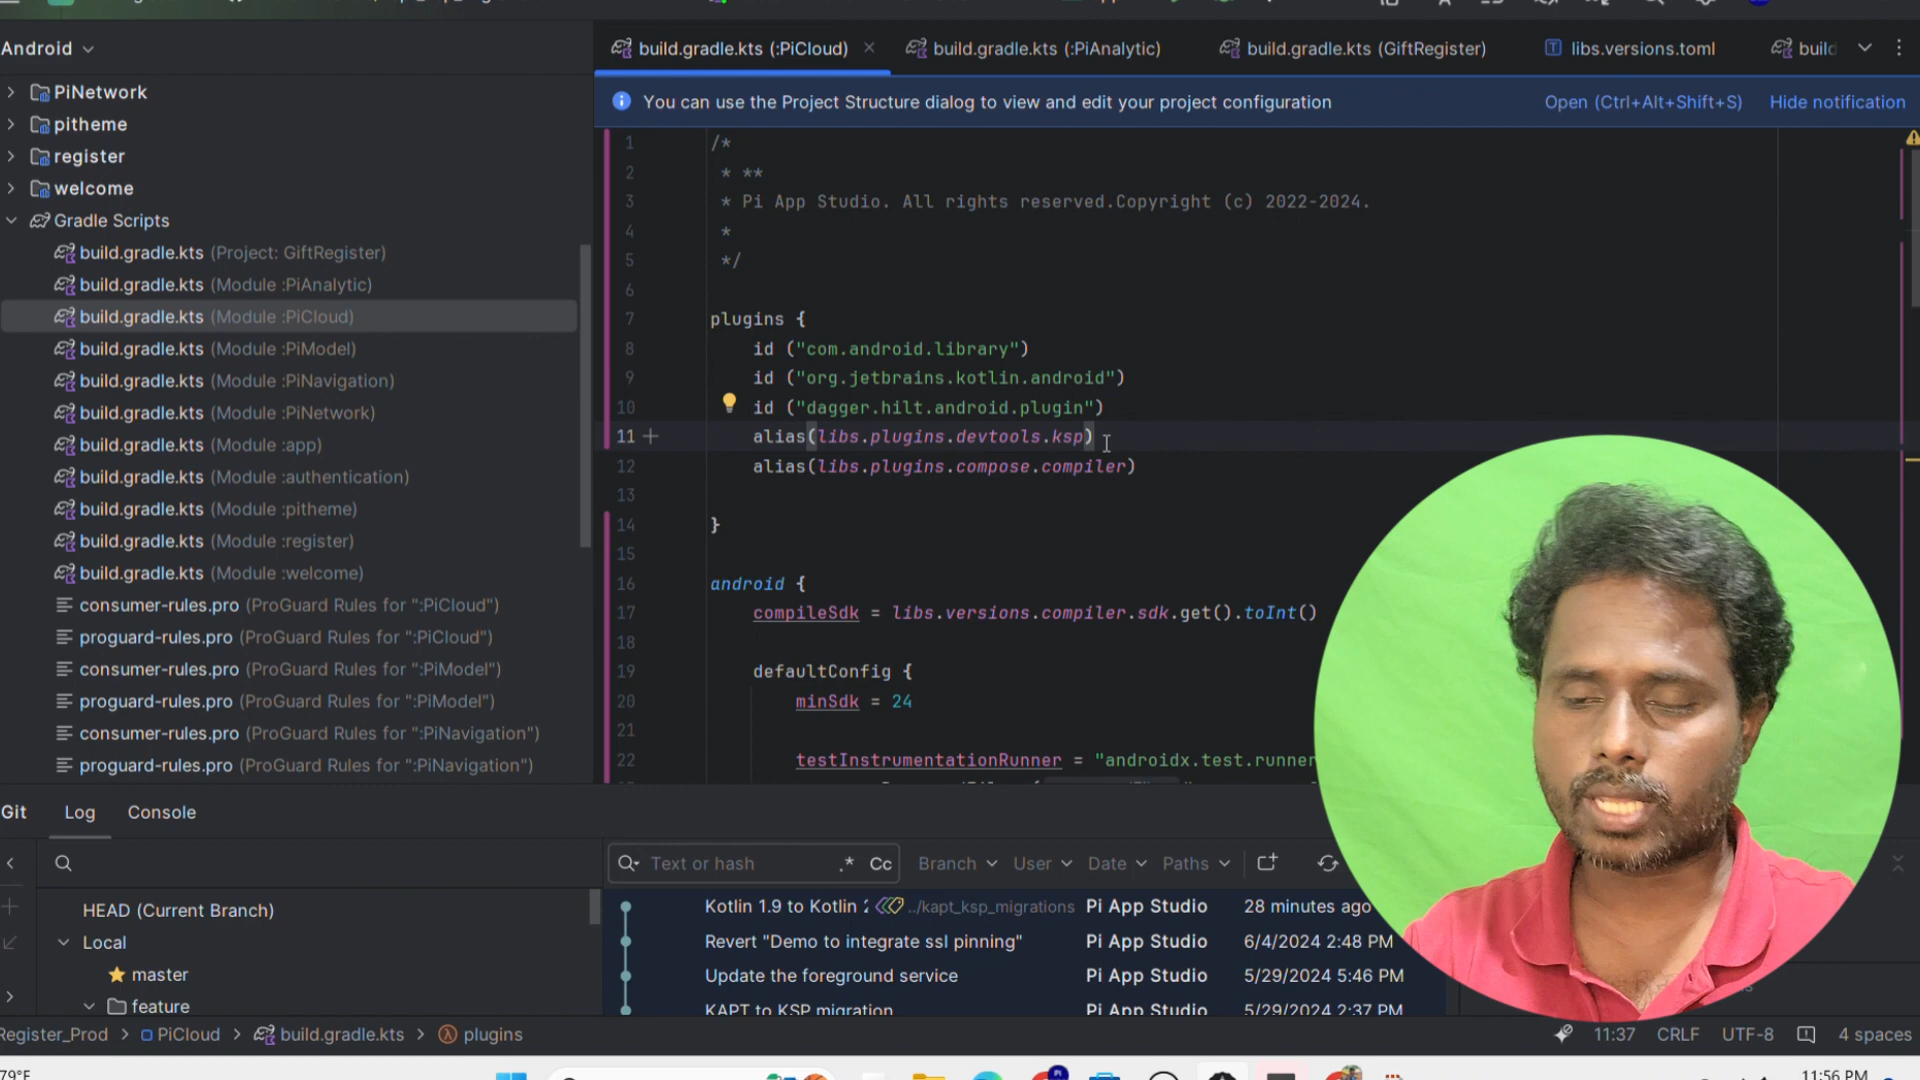 Android
build.gradle.kts (:PiCloud)
build.gradle.kts (:PiAnalytic)
build.gradle.kts (GiftRegister)
libs.versions.toml
build
You can use the Project Structure dialog to view and edit your project configuration
Open (Ctrl+Alt+Shift+S)
Hide notification
PiNetwork
pitheme
register
welcome
Gradle Scripts
build.gradle.kts (Project: GiftRegister)
build.gradle.kts (Module :PiAnalytic)
build.gradle.kts (Module :PiCloud)
build.gradle.kts (Module :PiModel)
build.gradle.kts (Module :PiNavigation)
build.gradle.kts (Module :PiNetwork)
build.gradle.kts (Module :app)
build.gradle.kts (Module :authentication)
build.gradle.kts (Module :pitheme)
build.gradle.kts (Module :register)
build.gradle.kts (Module :welcome)
consumer-rules.pro (ProGuard Rules for ":PiCloud")
proguard-rules.pro (ProGuard Rules for ":PiCloud")
consumer-rules.pro (ProGuard Rules for ":PiModel")
proguard-rules.pro (ProGuard Rules for ":PiModel")
consumer-rules.pro (ProGuard Rules for ":PiNavigation")
proguard-rules.pro (ProGuard Rules for ":PiNavigation")
1 /*
2 * **
3 * Pi App Studio. All rights reserved.Copyright (c) 2022-2024.
4 *
5 */
6
7 plugins {
8 id ("com.android.library")
9 id ("org.jetbrains.kotlin.android")
10 id ("dagger.hilt.android.plugin")
11 alias(libs.plugins.devtools.ksp)
12 alias(libs.plugins.compose.compiler)
13
14 }
15
16 android {
17 compileSdk = libs.versions.compiler.sdk.get().toInt()
18
19 defaultConfig {
20 minSdk = 24
21
22 testInstrumentationRunner = "androidx.test.runner
Git
Log
Console
Text or hash
.* Cc
Branch
User
Date
Paths
HEAD (Current Branch)
Local
master
feature
Kotlin 1.9 to Kotlin 2 ../kapt_ksp_migrations Pi App Studio 28 minutes ago
Revert "Demo to integrate ssl pinning" Pi App Studio 6/4/2024 2:48 PM
Update the foreground service Pi App Studio 5/29/2024 5:46 PM
KAPT to KSP migration Pi App Studio 5/29/2024 2:37 PM
Register_Prod
PiCloud
build.gradle.kts
plugins
11:37
CRLF
UTF-8
4 spaces
79°F
11:56 PM